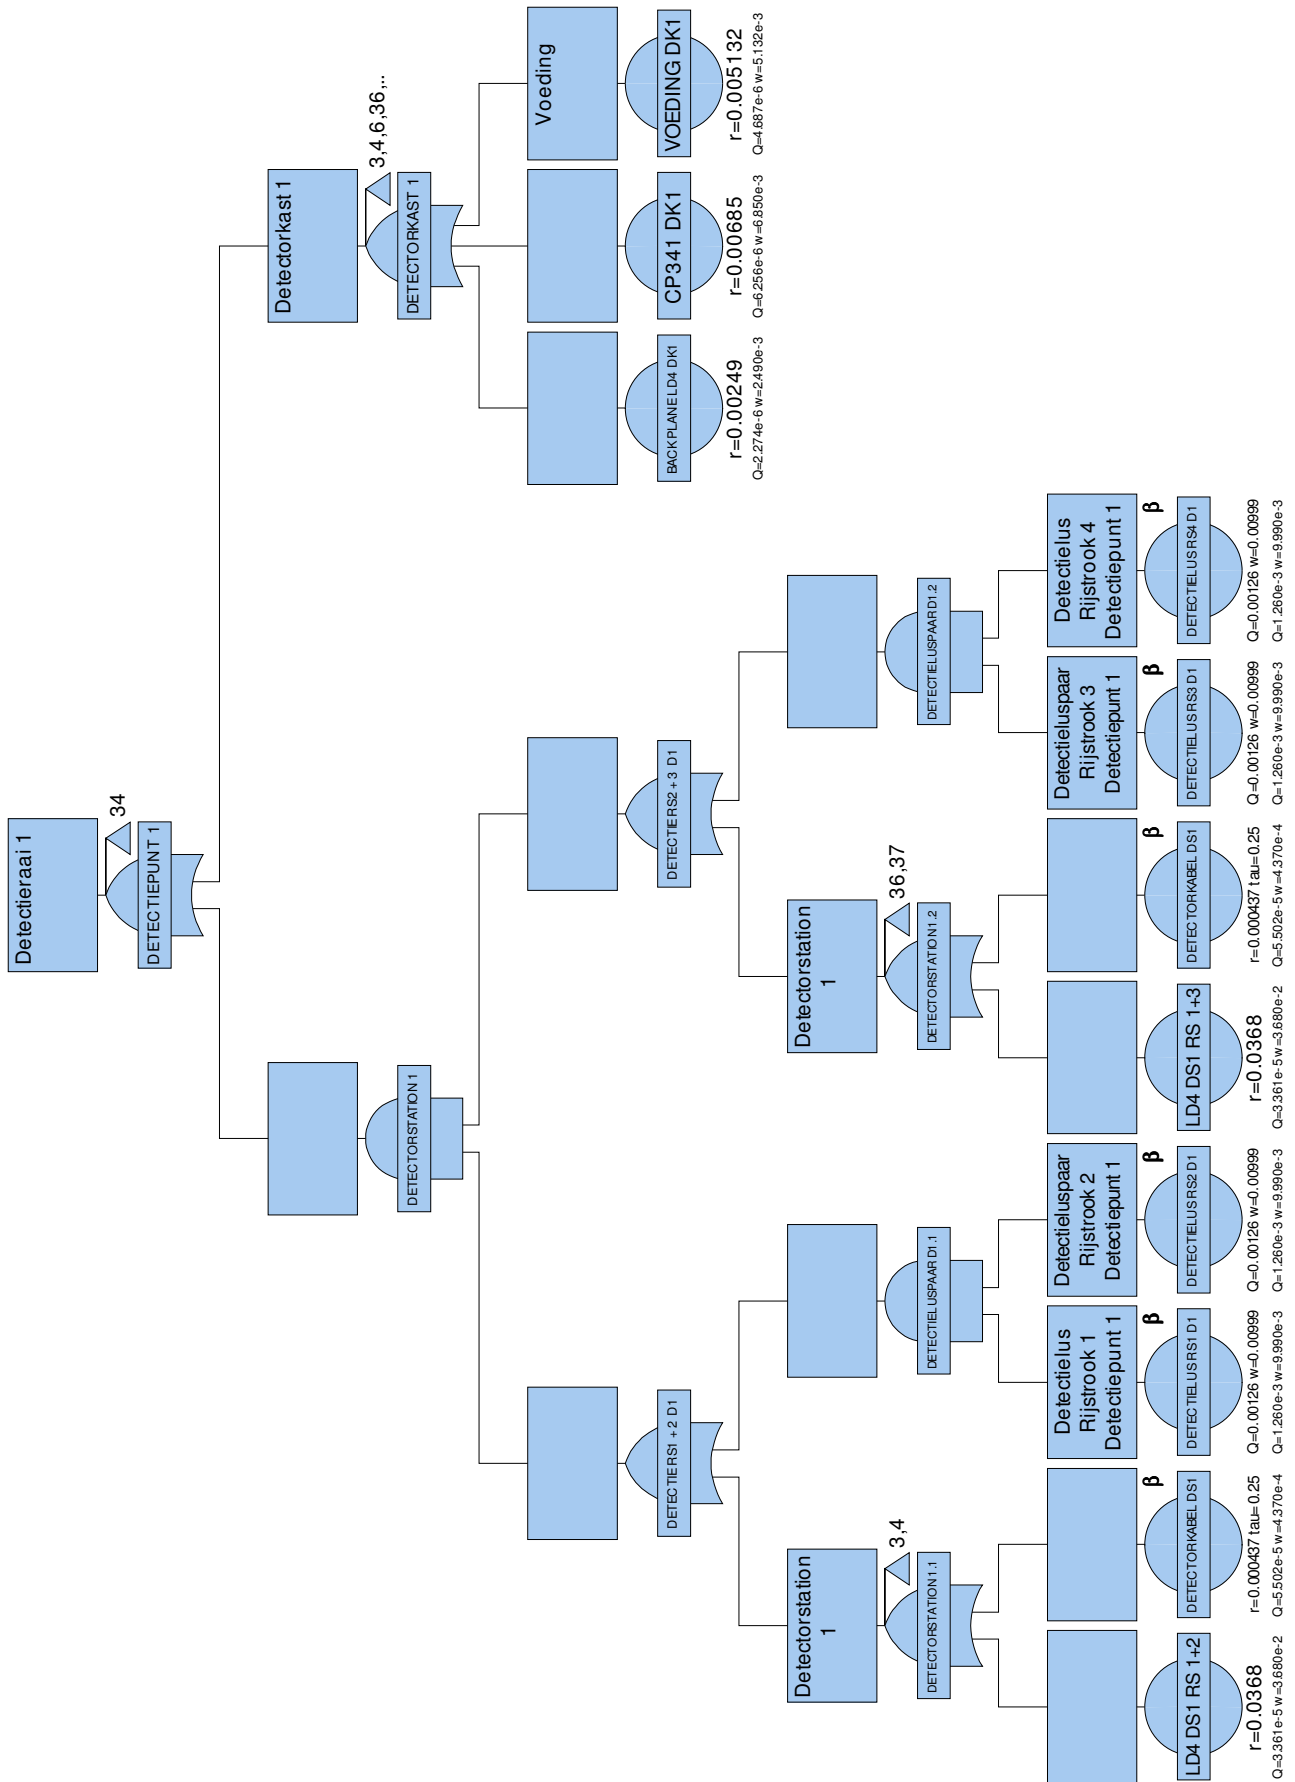 Detectieraai 1
34
DETECTIEPUNT 1
DETECTORSTATION 1
Detectorkast 1
3,4,6,36,..
DETECTORKAST 1
DETECTIE RS1 + 2 D1
DETECTIE RS2 + 3 D1
BACKPLANE LD4 DK1
r=0.00249
Q=2.274e-6 w=2.490e-3
CP341 DK1
r=0.00685
Q=6.256e-6 w=6.850e-3
Voeding
VOEDING DK1
r=0.005132
Q=4.687e-6 w=5.132e-3
Detectorstation
1
3,4
DETECTORSTATION 1.1
DETECTIELUSPAAR D1.1
Detectorstation
1
36,37
DETECTORSTATION 1.2
DETECTIELUSPAAR D1.2
LD4 DS1 RS 1+2
r=0.0368
Q=3.361e-5 w=3.680e-2
β
DETECTORKABEL DS1
r=0.000437 tau=0.25
Q=5.502e-5 w=4.370e-4
Detectielus
Rijstrook 1
Detectiepunt 1
β
DETECTIELUS RS1 D1
Q=0.00126 w=0.00999
Q=1.260e-3 w=9.990e-3
Detectieluspaar
Rijstrook 2
Detectiepunt 1
β
DETECTIELUS RS2 D1
Q=0.00126 w=0.00999
Q=1.260e-3 w=9.990e-3
LD4 DS1 RS 1+3
r=0.0368
Q=3.361e-5 w=3.680e-2
β
DETECTORKABEL DS1
r=0.000437 tau=0.25
Q=5.502e-5 w=4.370e-4
Detectieluspaar
Rijstrook 3
Detectiepunt 1
β
DETECTIELUS RS3 D1
Q=0.00126 w=0.00999
Q=1.260e-3 w=9.990e-3
Detectielus
Rijstrook 4
Detectiepunt 1
β
DETECTIELUS RS4 D1
Q=0.00126 w=0.00999
Q=1.260e-3 w=9.990e-3